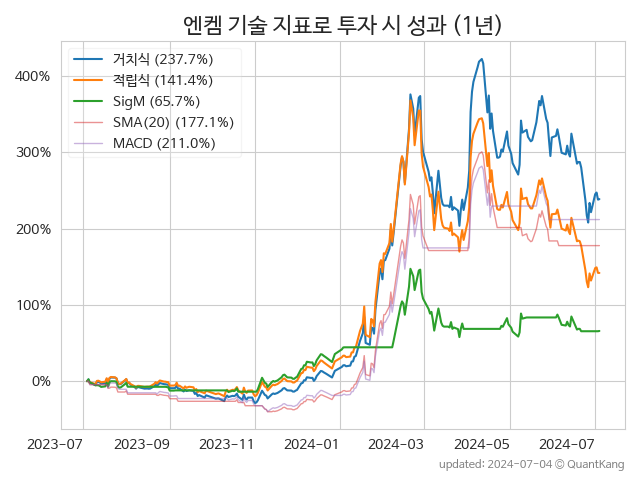 엔켐 기술 지표로 투자 시 성과 (1년)
거치식 (237.7%)
적립식 (141.4%)
SigM (65.7%)
SMA(20) (177.1%)
MACD (211.0%)
400%
300%
200%
100%
0%
2023-07 2023-09 2023-11 2024-01 2024-03 2024-05 2024-07
updated: 2024-07-04 © QuantKang